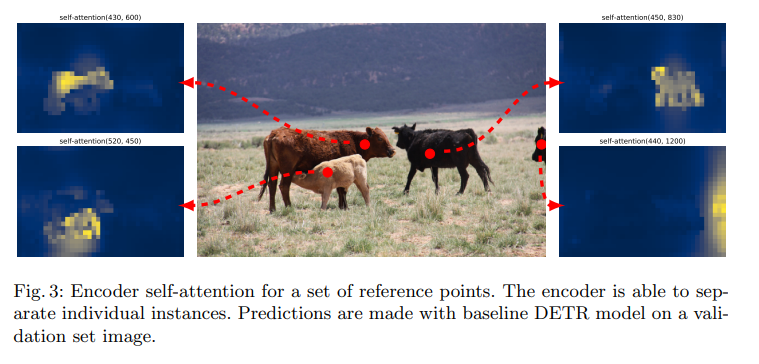 self-attention(430, 600)
self-attention(450, 830)
self-attention(520, 450)
self-attention(440, 1200)
Fig. 3: Encoder self-attention for a set of reference points. The encoder is able to sep-
arate individual instances. Predictions are made with baseline DETR model on a vali-
dation set image.